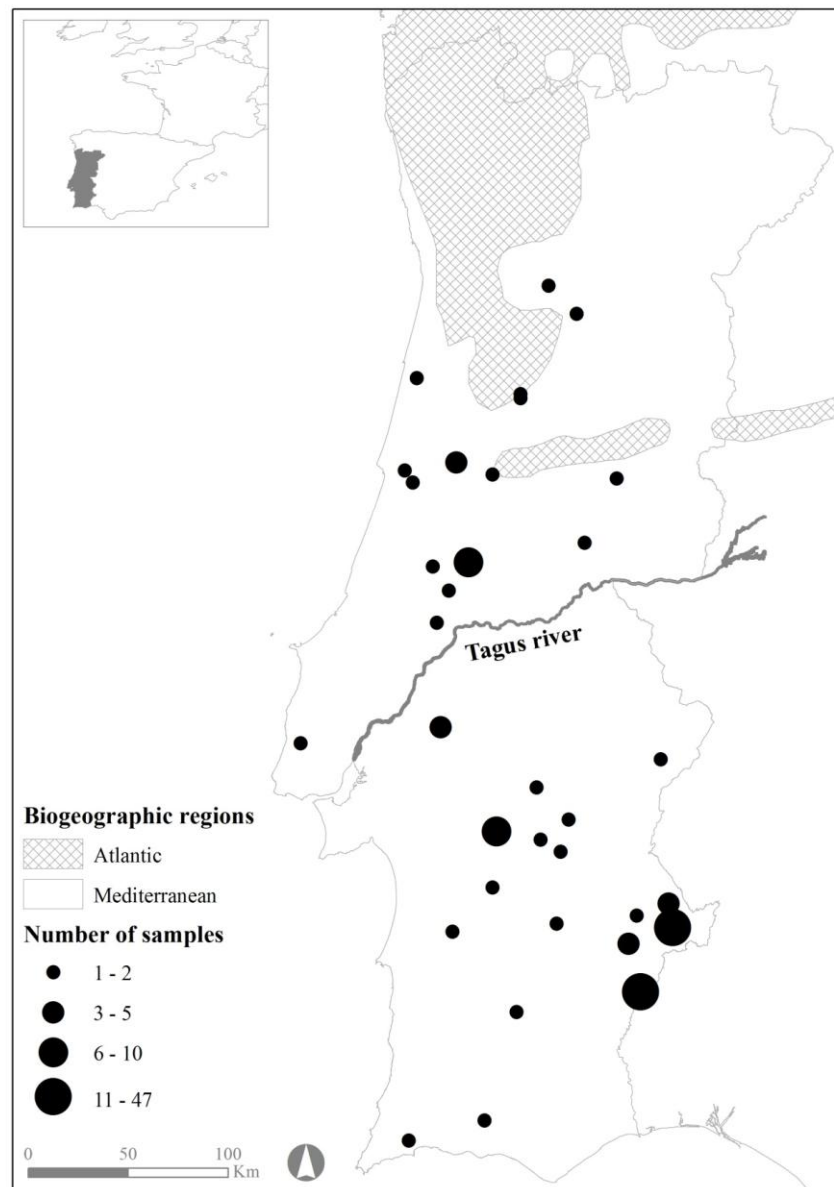 Tagus river
Biogeographic regions
Atlantic
Mediterranean
Number of samples
1 - 2
3 - 5
6 - 10
11 - 47
0 50 100
Km